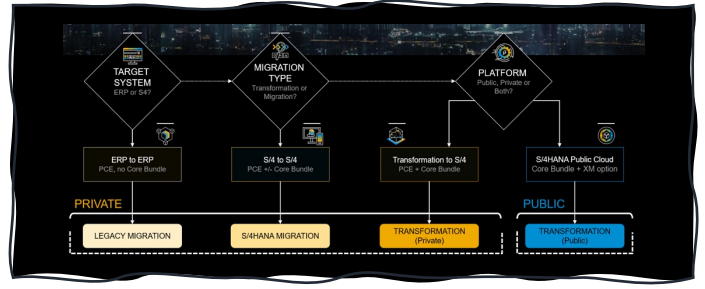 TARGET
SYSTEM
ERP or S4?
MIGRATION
TYPE
Transformation or
Migration?
PLATFORM
Public, Private or
Both?
ERP to ERP
PCE, no Core Bundle
S/4 to S/4
PCE +/- Core Bundle
Transformation to S/4
PCE + Core Bundle
S/4HANA Public Cloud
Core Bundle + XM option
PRIVATE
PUBLIC
LEGACY MIGRATION
S/4HANA MIGRATION
TRANSFORMATION
(Private)
TRANSFORMATION
(Public)